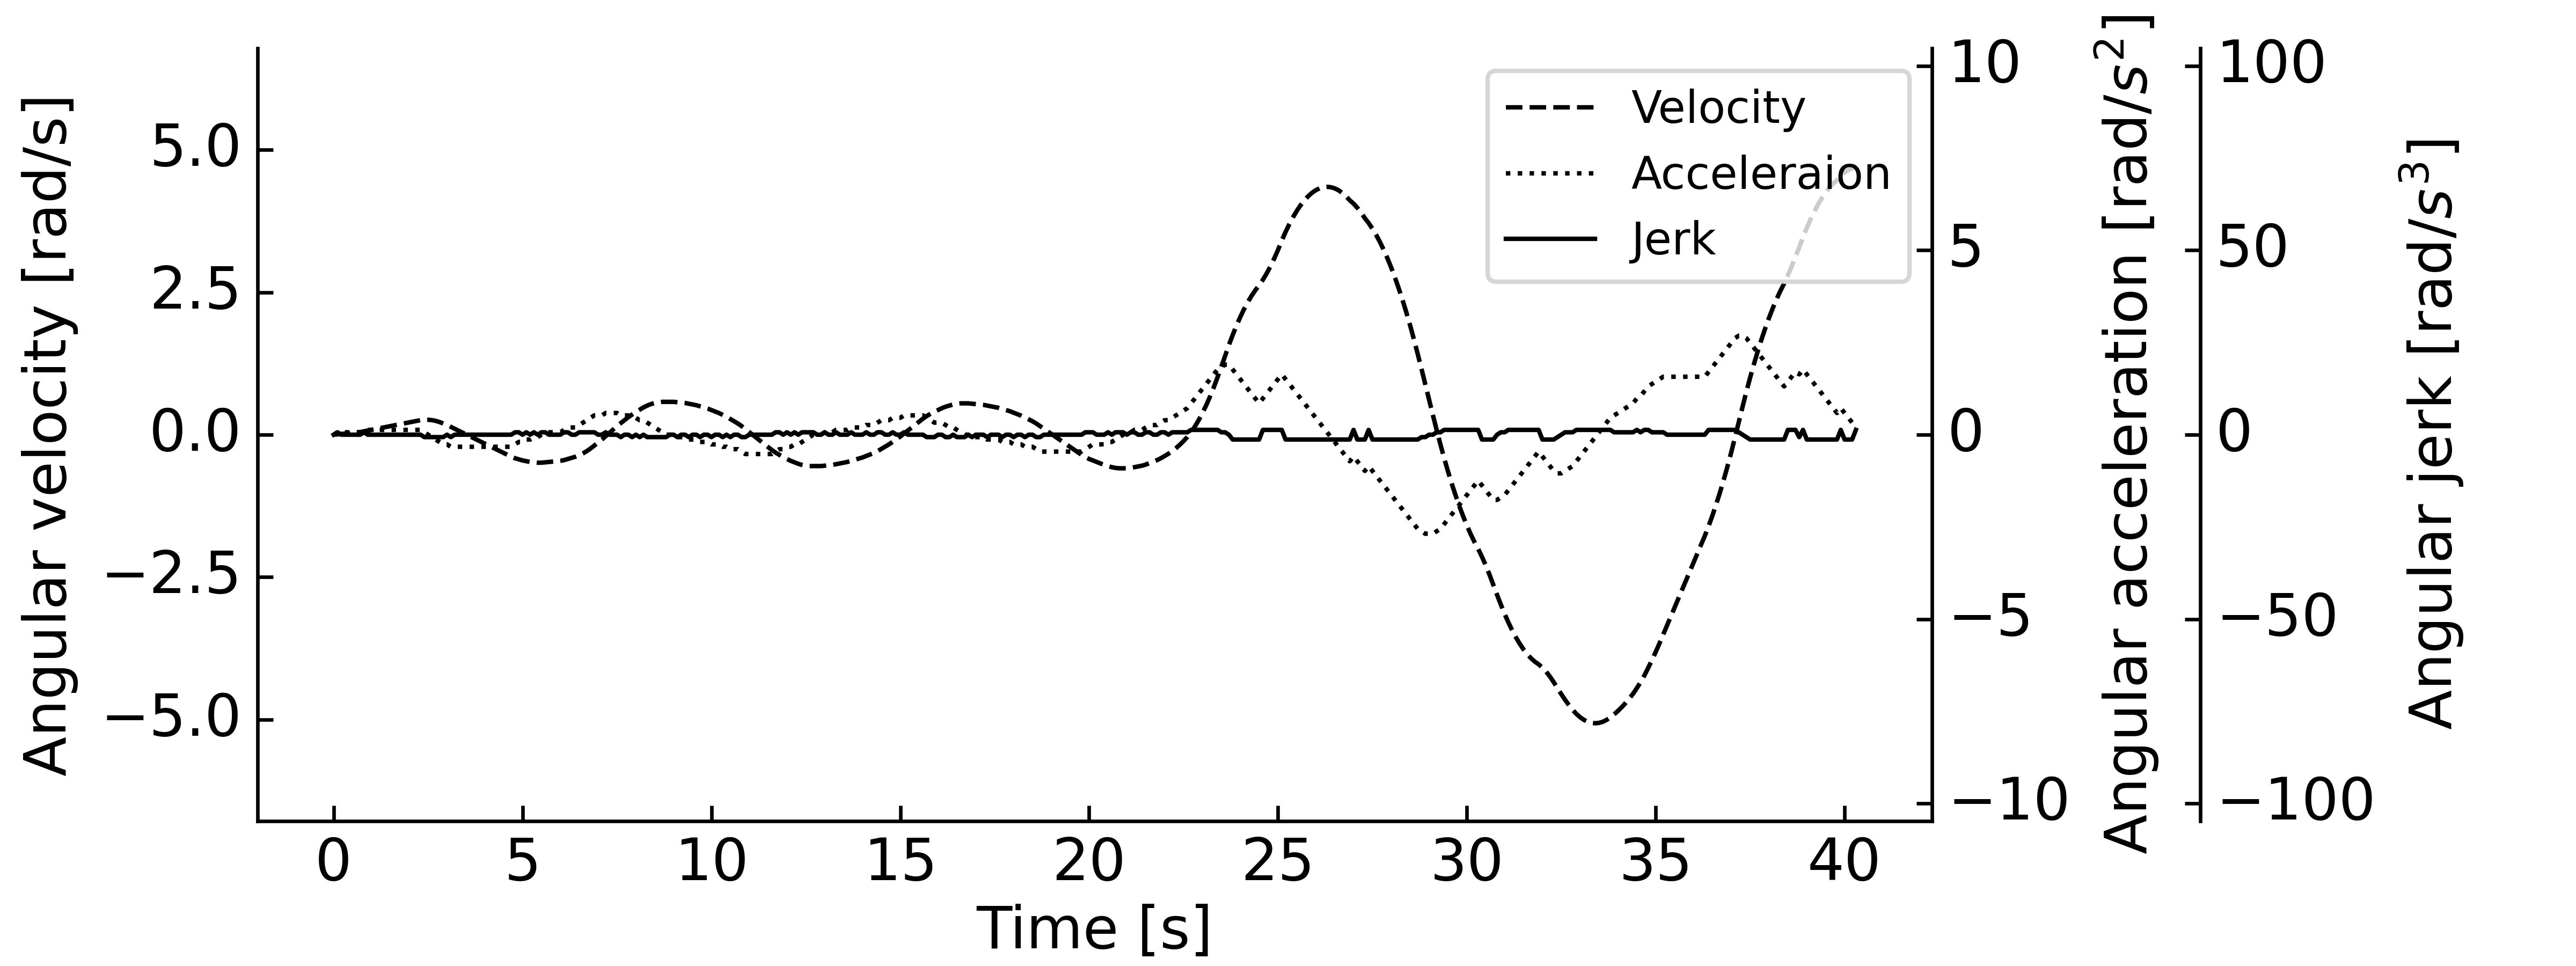 Angular velocity [rad/s]
5.0
2.5
0.0
−2.5
−5.0
0 5 10 15 20 25 30 35 40
Time [s]
Velocity
Acceleraion
Jerk
10
5
0
−5
−10
Angular acceleration [rad/s²]
100
50
0
−50
−100
Angular jerk [rad/s³]